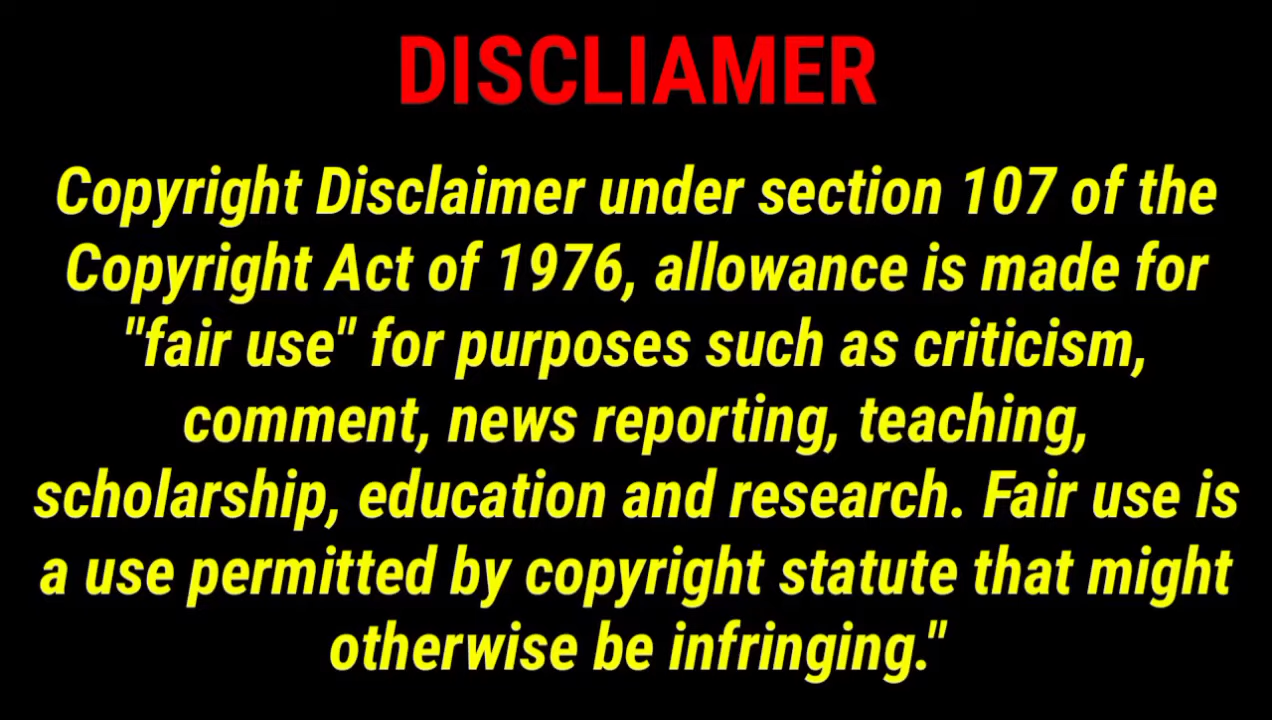 DISCLIAMER
Copyright Disclaimer under section 107 of the
Copyright Act of 1976, allowance is made for
"fair use" for purposes such as criticism,
comment, news reporting, teaching,
scholarship, education and research. Fair use is
a use permitted by copyright statute that might
otherwise be infringing."